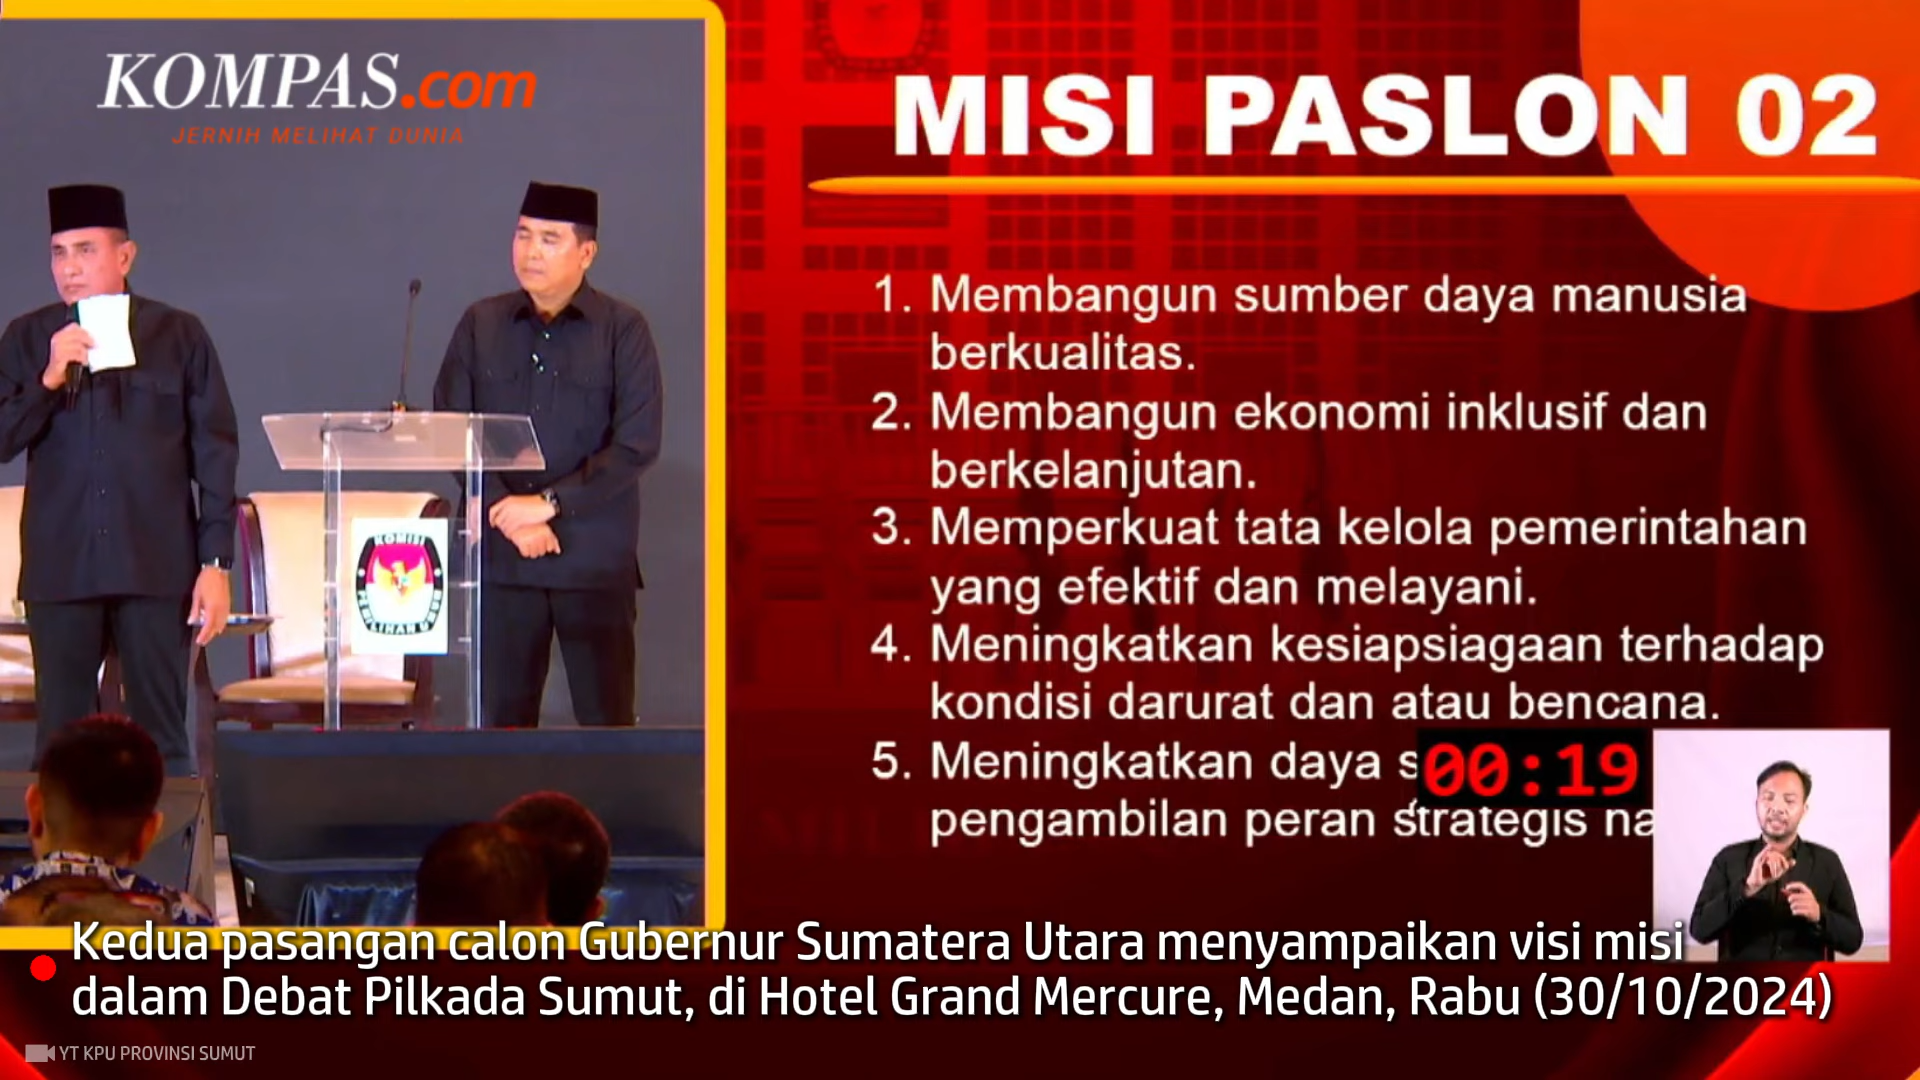 KOMPAS.com
JERNIH MELIHAT DUNIA
MISI PASLON 02
1. Membangun sumber daya manusia
berkualitas.
2. Membangun ekonomi inklusif dan
berkelanjutan.
3. Memperkuat tata kelola pemerintahan
yang efektif dan melayani.
4. Meningkatkan kesiapsiagaan terhadap
kondisi darurat dan atau bencana.
5. Meningkatkan daya
00:19
pengambilan peran strategis
KOMISI
PEMILIHAN UMUM
Kedua pasangan calon Gubernur Sumatera Utara menyampaikan visi misi
dalam Debat Pilkada Sumut, di Hotel Grand Mercure, Medan, Rabu (30/10/2024)
YT KPU PROVINSI SUMUT